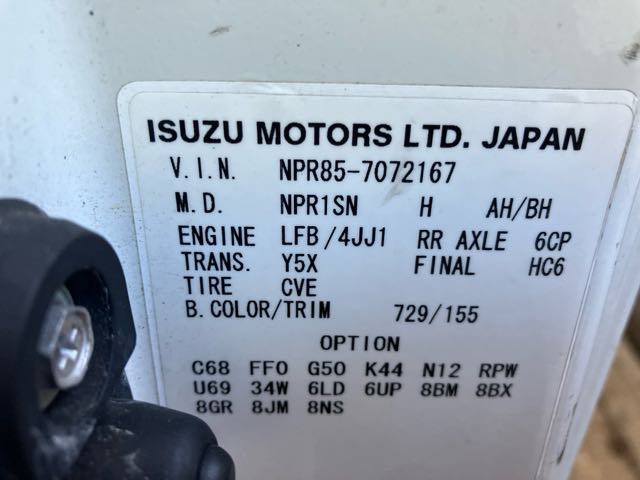 ISUZU MOTORS LTD. JAPAN
V.I.N. NPR85-7072167
M.D. NPR1SN H AH/BH
ENGINE LFB/4JJ1 RR AXLE 6CP
TRANS. Y5X FINAL HC6
TIRE CVE
B.COLOR/TRIM 729/155
OPTION
C68 FF0 G50 K44 N12 RPW
U69 34W 6LD 6UP 8BM 8BX
8GR 8JM 8NS